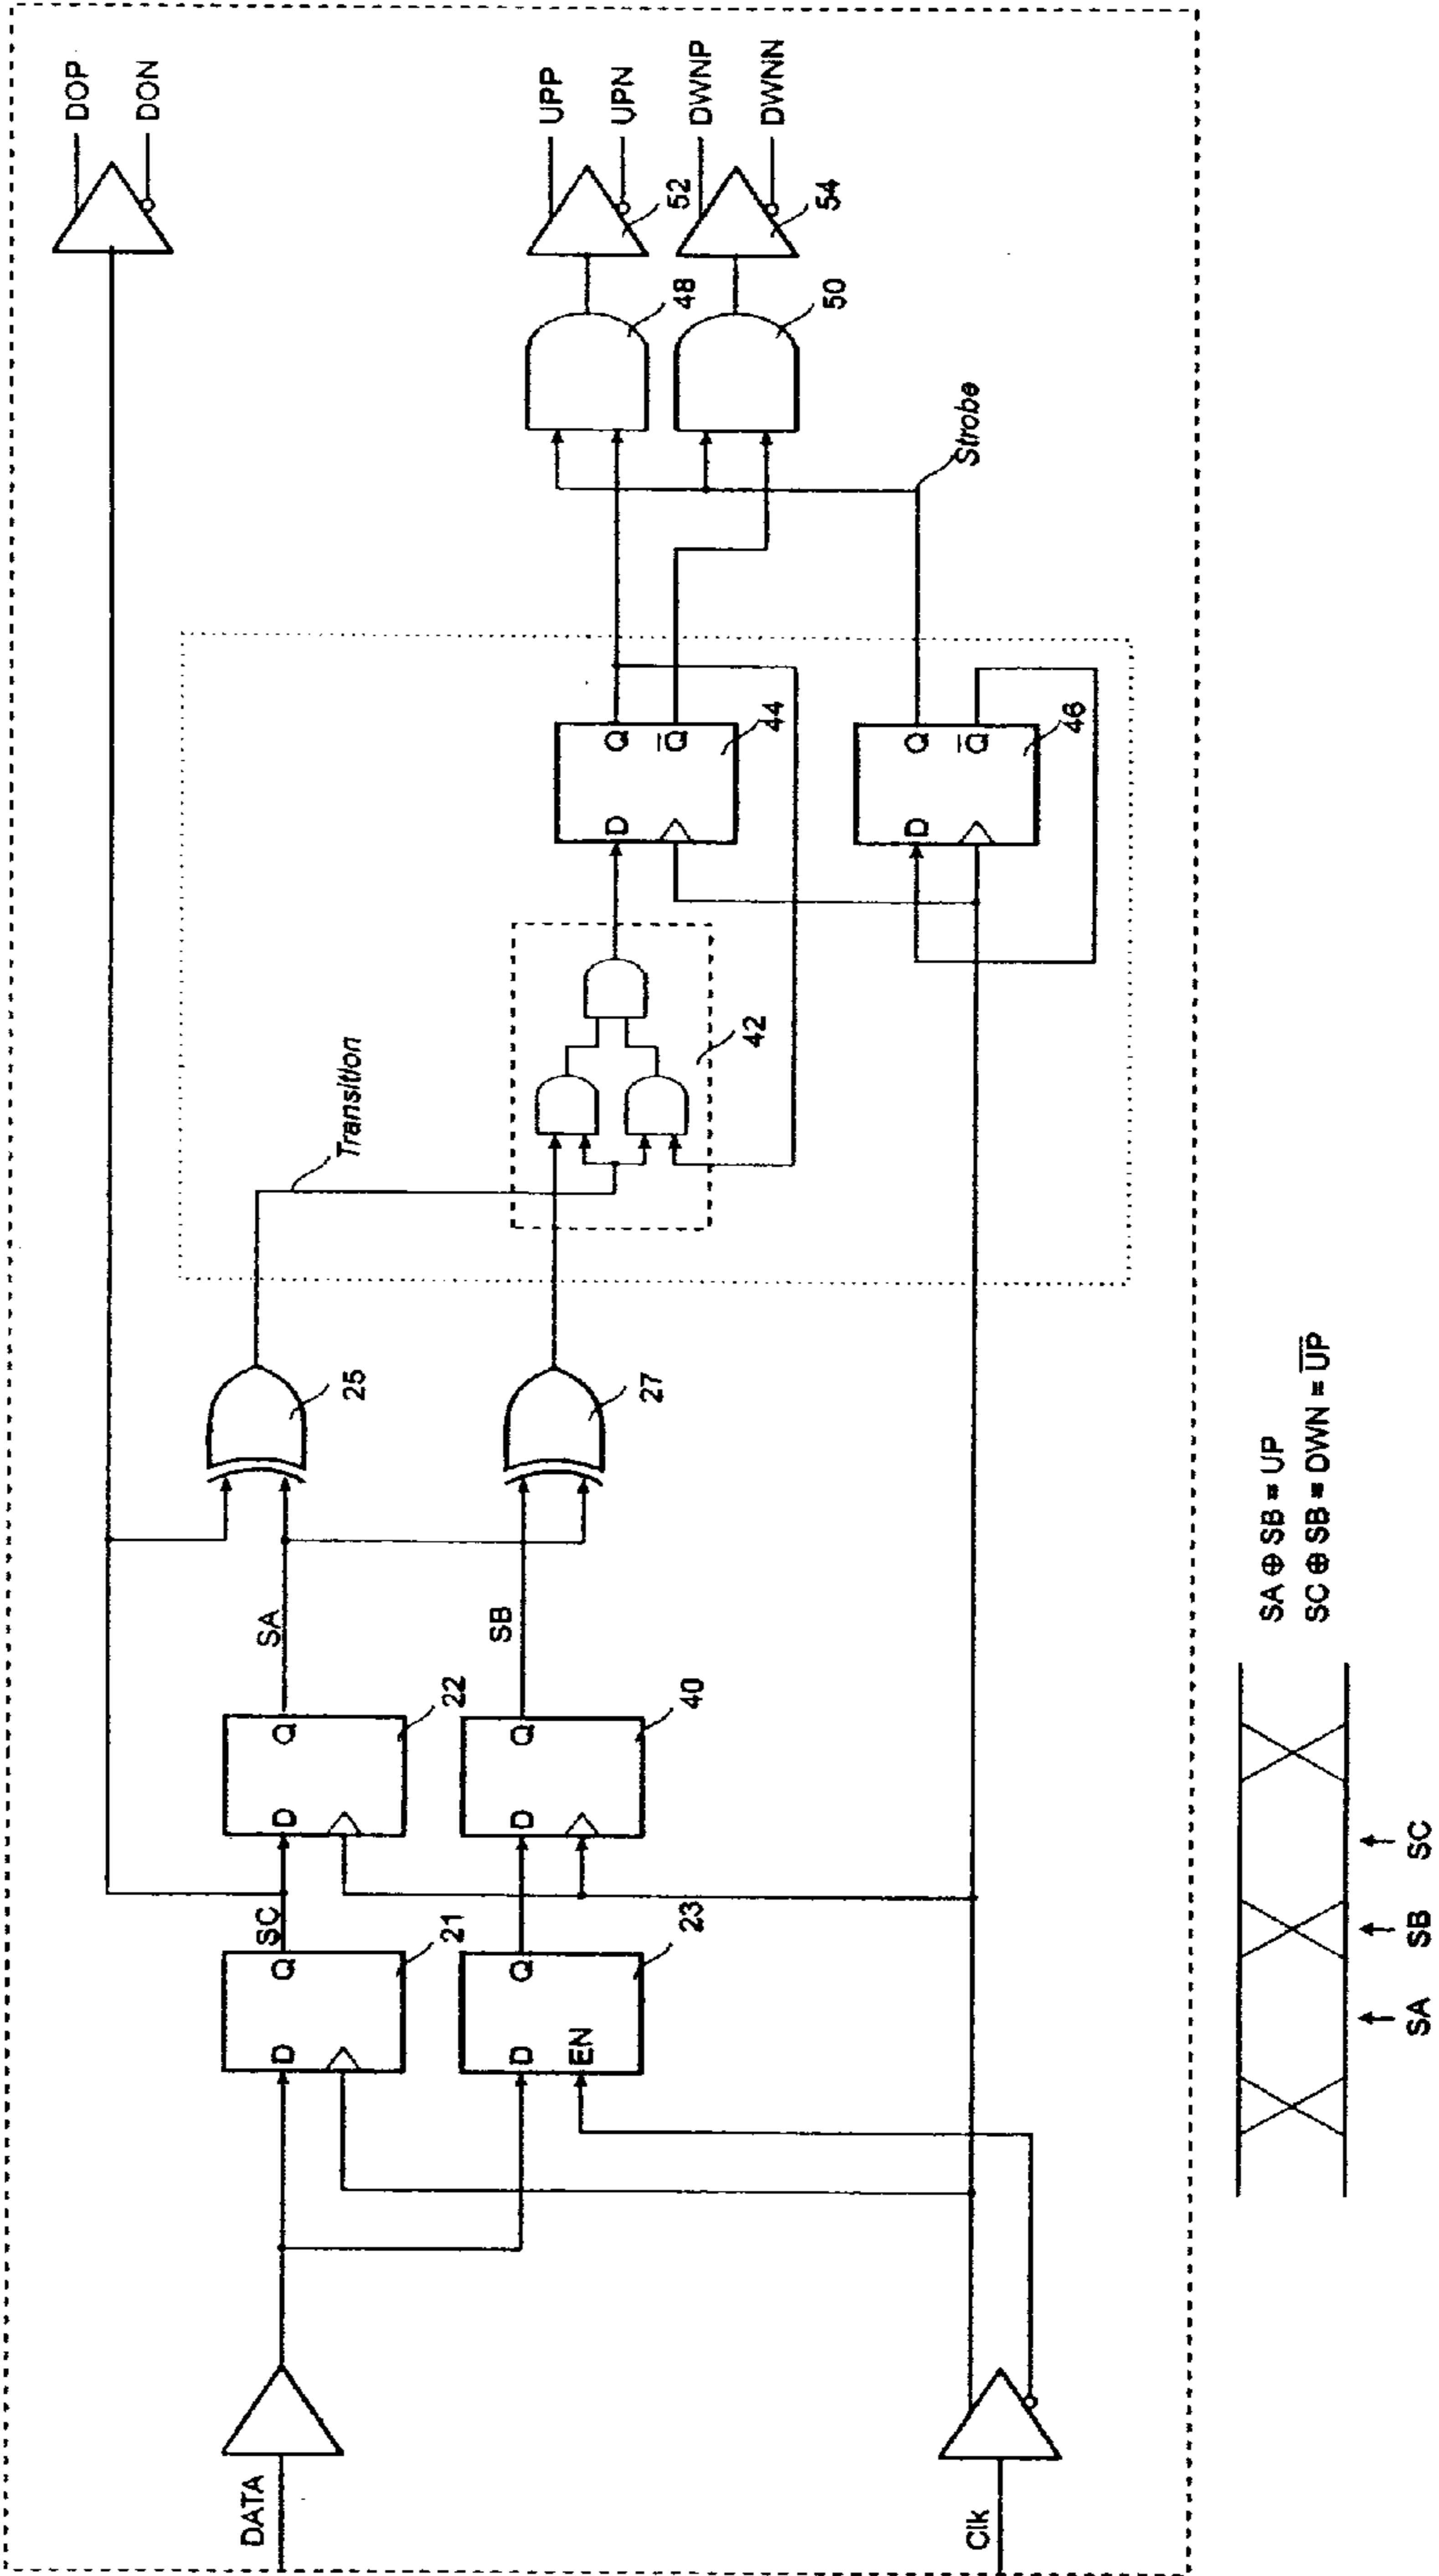 DOP
DON
UPP
UPN
DWNP
DWNN
52
54
48
50
Strobe
Q
Q
44
Q
Q
46
D
D
42
Transition
25
27
SA
SB
Q
22
Q
40
D
D
SC
Q
21
Q
23
D
D
EN
DATA
Clk
SA ⊕ SB = UP
SC ⊕ SB = DWN = U̅P̅
SA
SB
SC